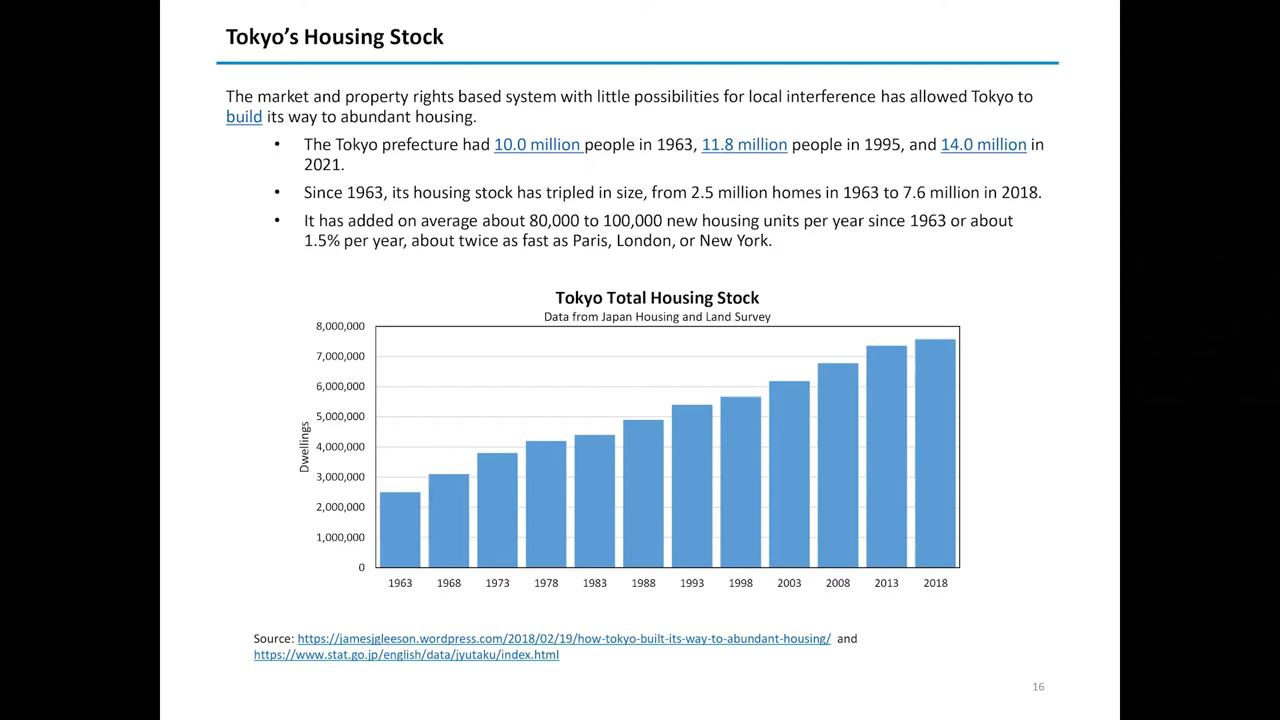 Tokyo’s Housing Stock
The market and property rights based system with little possibilities for local interference has allowed Tokyo to
build its way to abundant housing.
• The Tokyo prefecture had 10.0 million people in 1963, 11.8 million people in 1995, and 14.0 million in
2021.
• Since 1963, its housing stock has tripled in size, from 2.5 million homes in 1963 to 7.6 million in 2018.
• It has added on average about 80,000 to 100,000 new housing units per year since 1963 or about
1.5% per year, about twice as fast as Paris, London, or New York.
Tokyo Total Housing Stock
Data from Japan Housing and Land Survey
8,000,000
7,000,000
6,000,000
5,000,000
4,000,000
3,000,000
2,000,000
1,000,000
0
Dwellings
1963 1968 1973 1978 1983 1988 1993 1998 2003 2008 2013 2018
Source: https://jamesjgleeson.wordpress.com/2018/02/19/how-tokyo-built-its-way-to-abundant-housing/ and
https://www.stat.go.jp/english/data/jyutaku/index.html
16